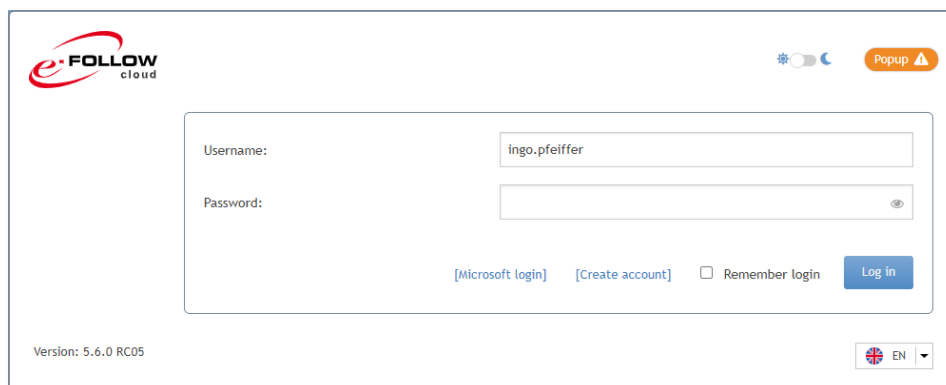 e-FOLLOW
cloud
Popup
Username:
ingo.pfeiffer
Password:
[Microsoft login] [Create account] Remember login Log in
Version: 5.6.0 RC05
EN